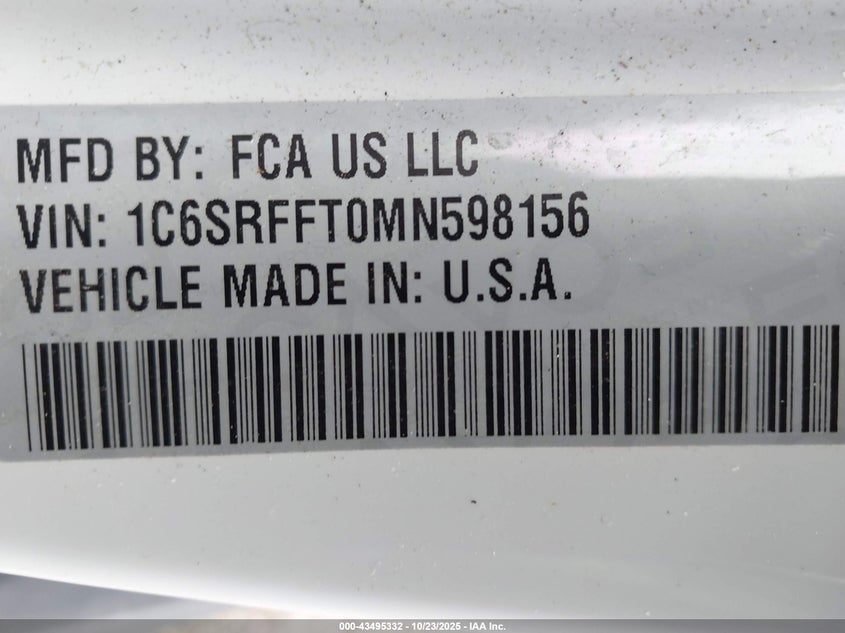 MFD BY: FCA US LLC
VIN: 1C6SRFFT0MN598156
VEHICLE MADE IN: U.S.A.
000-43495332 - 10/23/2025 - IAA Inc.